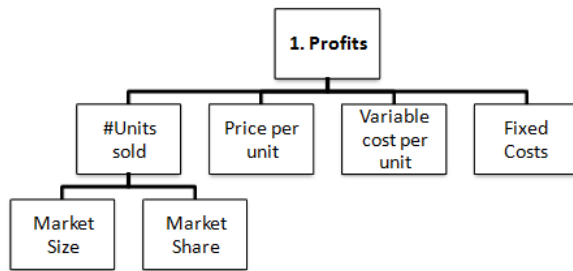 1. Profits
#Units
sold
Price per
unit
Variable
cost per
unit
Fixed
Costs
Market
Size
Market
Share